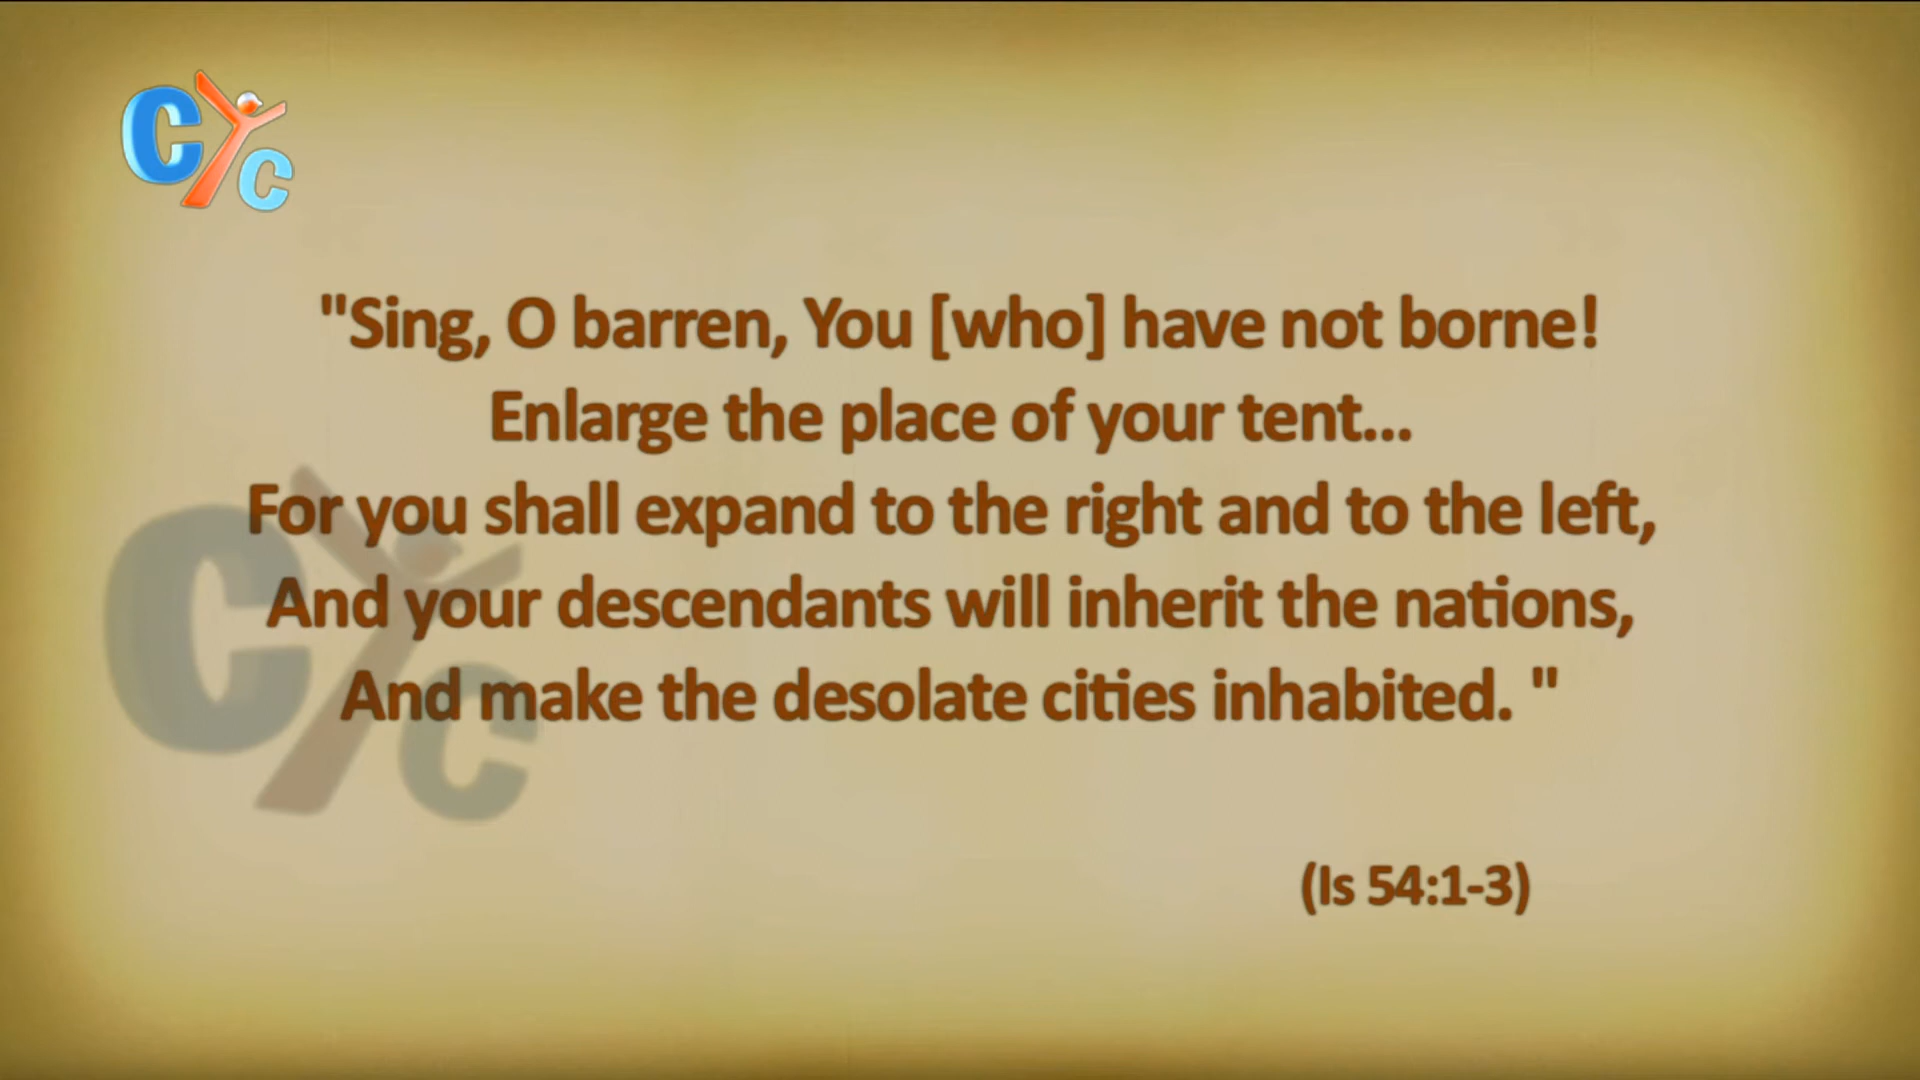 CYC
"Sing, O barren, You [who] have not borne!
Enlarge the place of your tent...
For you shall expand to the right and to the left,
And your descendants will inherit the nations,
And make the desolate cities inhabited. "
CYC
(Is 54:1-3)